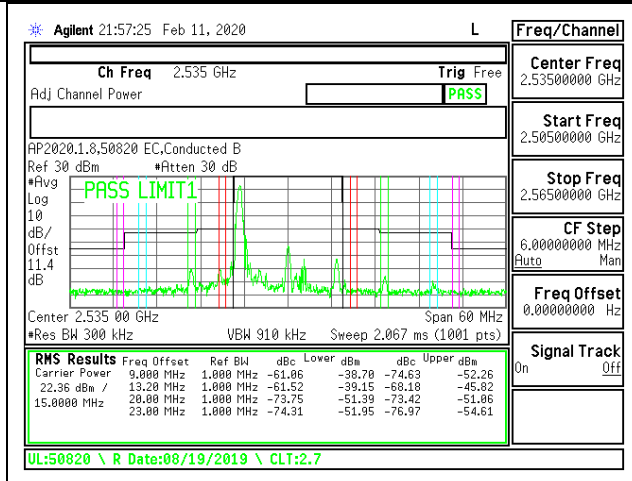 Agilent 21:57:25 Feb 11, 2020 L Freq/Channel
Ch Freq 2.535 GHz Trig Free
Adj Channel Power PASS
AP2020.1.8,50820 EC,Conducted B
Ref 30 dBm #Atten 30 dB
#Avg
Log
10
dB/
Offst
11.4
dB
PASS LIMIT1
Center 2.535 00 GHz Span 60 MHz
#Res BW 300 kHz VBW 910 kHz Sweep 2.067 ms (1001 pts)
RMS Results Freq Offset Ref BW dBc Lower dBm dBc Upper dBm
Carrier Power 9.000 MHz 1.000 MHz -61.06 -38.70 -74.63 -52.26
22.36 dBm / 13.20 MHz 1.000 MHz -61.52 -39.15 -68.18 -45.82
15.0000 MHz 20.00 MHz 1.000 MHz -73.75 -51.39 -73.42 -51.06
23.00 MHz 1.000 MHz -74.31 -51.95 -76.97 -54.61
UL:50820 \ R Date:08/19/2019 \ CLT:2.7
Center Freq
2.53500000 GHz
Start Freq
2.50500000 GHz
Stop Freq
2.56500000 GHz
CF Step
6.00000000 MHz
Auto Man
Freq Offset
0.00000000 Hz
Signal Track
On Off